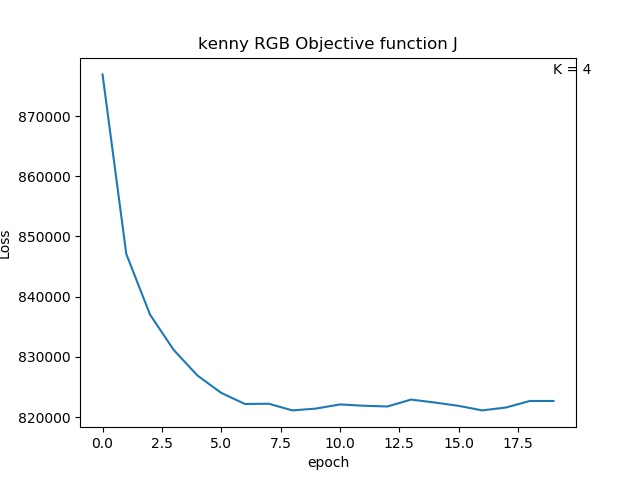 kenny RGB Objective function J
K = 4
870000
860000
850000
840000
830000
820000
Loss
0.0 2.5 5.0 7.5 10.0 12.5 15.0 17.5
epoch